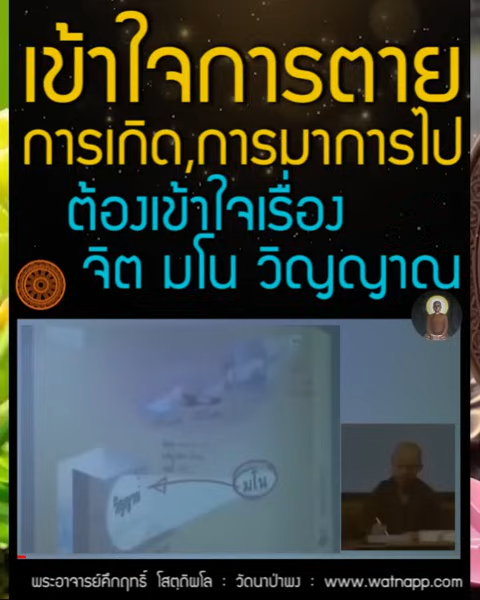 เข้าใจการตาย
การเกิด,การมาการไป
ต้องเข้าใจเรื่อง
จิต มโน วิญญาณ
วิญญาณ
มโน
พระอาจารย์คึกฤทธิ์ โสตฺถิผโล : วัดนาป่าพง : www.watnapp.com